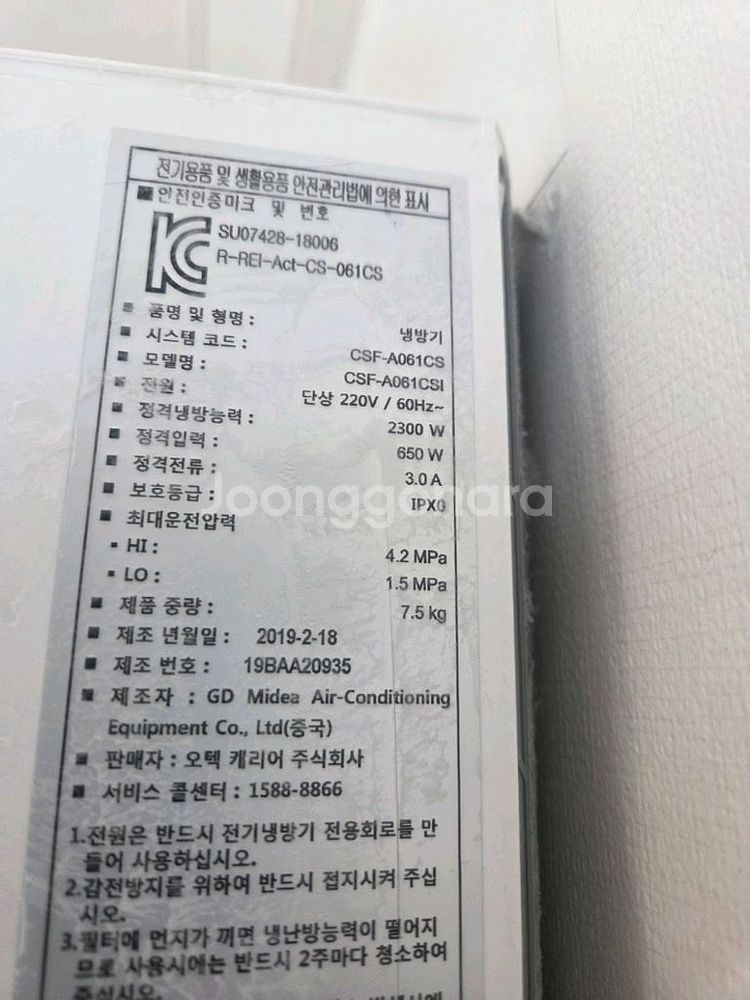 전기용품 및 생활용품 안전관리법에 의한 표시
■ 안전인증마크 및 번호
SU07428-18006
R-REI-Act-CS-061CS
■ 품명 및 형명 : 냉방기
■ 시스템 코드 : CSF-A061CS
■ 모델명 : CSF-A061CSI
■ 전원 : 단상 220V / 60Hz~
■ 정격냉방능력 : 2300 W
■ 정격입력 : 650 W
■ 정격전류 : 3.0 A
■ 보호등급 : IPX0
■ 최대운전압력
▪ HI : 4.2 MPa
▪ LO : 1.5 MPa
■ 제품 중량 : 7.5 kg
■ 제조 년월일 : 2019-2-18
■ 제조 번호 : 19BAA20935
■ 제조자 : GD Midea Air-Conditioning
Equipment Co., Ltd(중국)
■ 판매자 : 오텍 캐리어 주식회사
■ 서비스 콜센터 : 1588-8866
1.전원은 반드시 전기냉방기 전용회로를 만
들어 사용하십시오.
2.감전방지를 위하여 반드시 접지시켜 주십
시오.
3.필터에 먼지가 끼면 냉난방능력이 떨어지
므로 사용시에는 반드시 2주마다 청소하여
주십시오.
Joonggonara